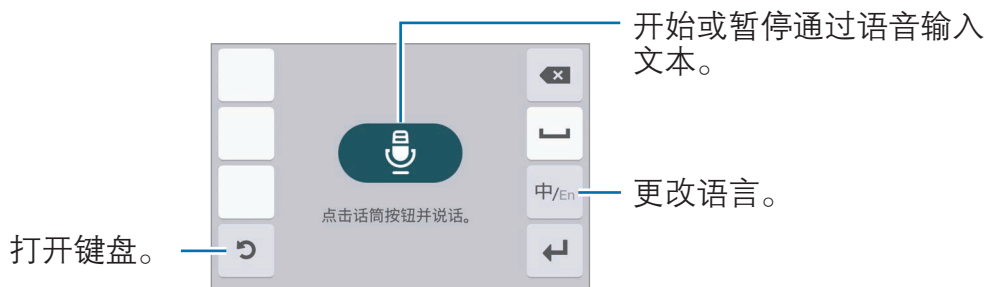 开始或暂停通过语音输入
文本。
中/En
更改语言。
点击话筒按钮并说话。
打开键盘。